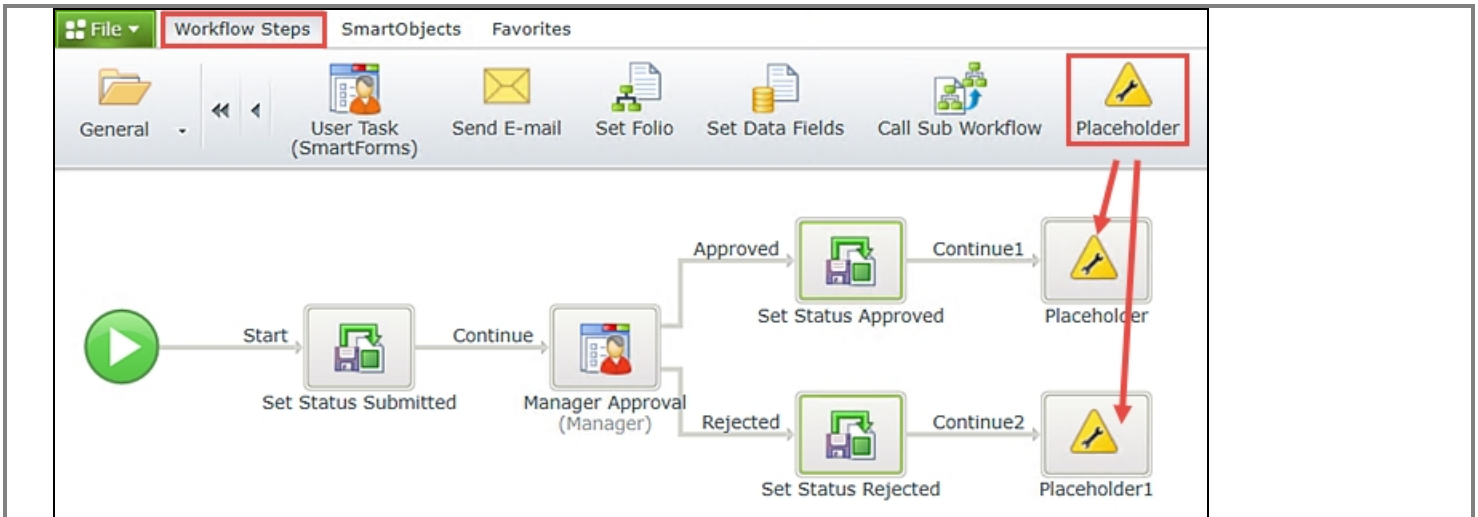 File Workflow Steps SmartObjects Favorites
General
User Task
(SmartForms)
Send E-mail
Set Folio
Set Data Fields
Call Sub Workflow
Placeholder
Approved
Continue1
Set Status Approved
Placeholder
Start
Continue
Set Status Submitted
Manager Approval
(Manager)
Rejected
Continue2
Set Status Rejected
Placeholder1